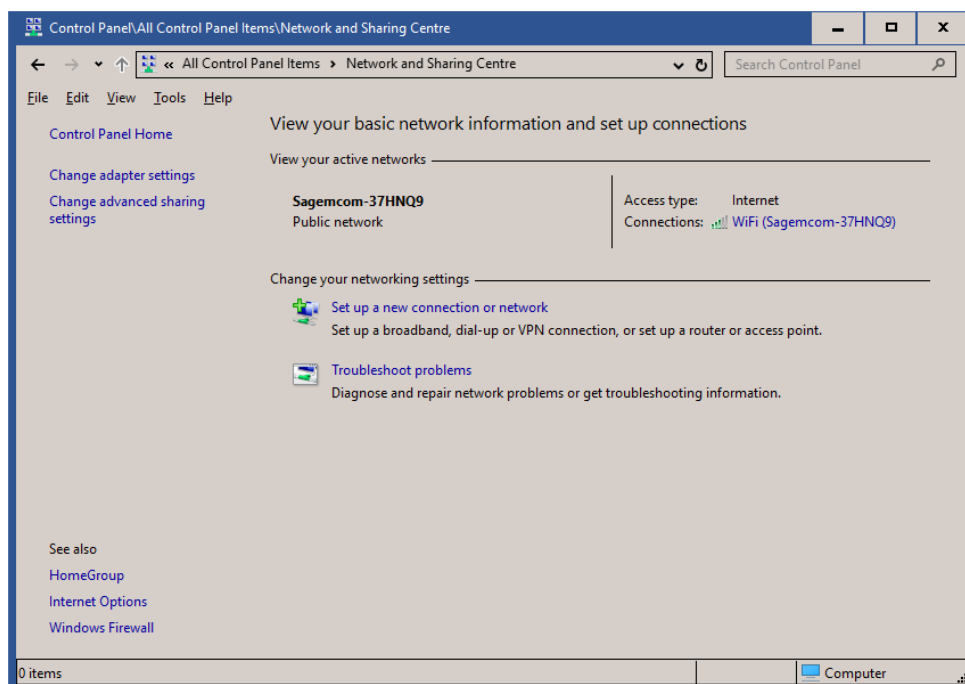 Control Panel\All Control Panel Items\Network and Sharing Centre
« All Control Panel Items › Network and Sharing Centre
Search Control Panel
File Edit View Tools Help
Control Panel Home
Change adapter settings
Change advanced sharing
settings
View your basic network information and set up connections
View your active networks
Sagemcom-37HNQ9
Public network
Access type: Internet
Connections: WiFi (Sagemcom-37HNQ9)
Change your networking settings
Set up a new connection or network
Set up a broadband, dial-up or VPN connection, or set up a router or access point.
Troubleshoot problems
Diagnose and repair network problems or get troubleshooting information.
See also
HomeGroup
Internet Options
Windows Firewall
0 items
Computer